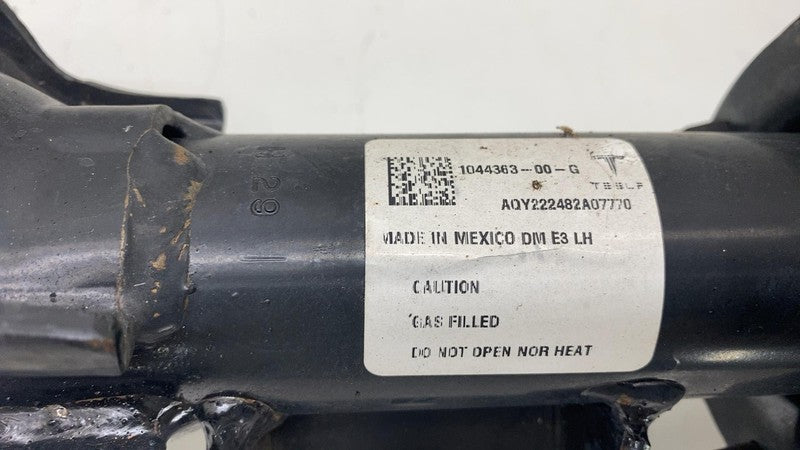 1044363-00-G
TESLA
AQY222482A07770
MADE IN MEXICO DM E3 LH
CAUTION
GAS FILLED
DO NOT OPEN NOR HEAT